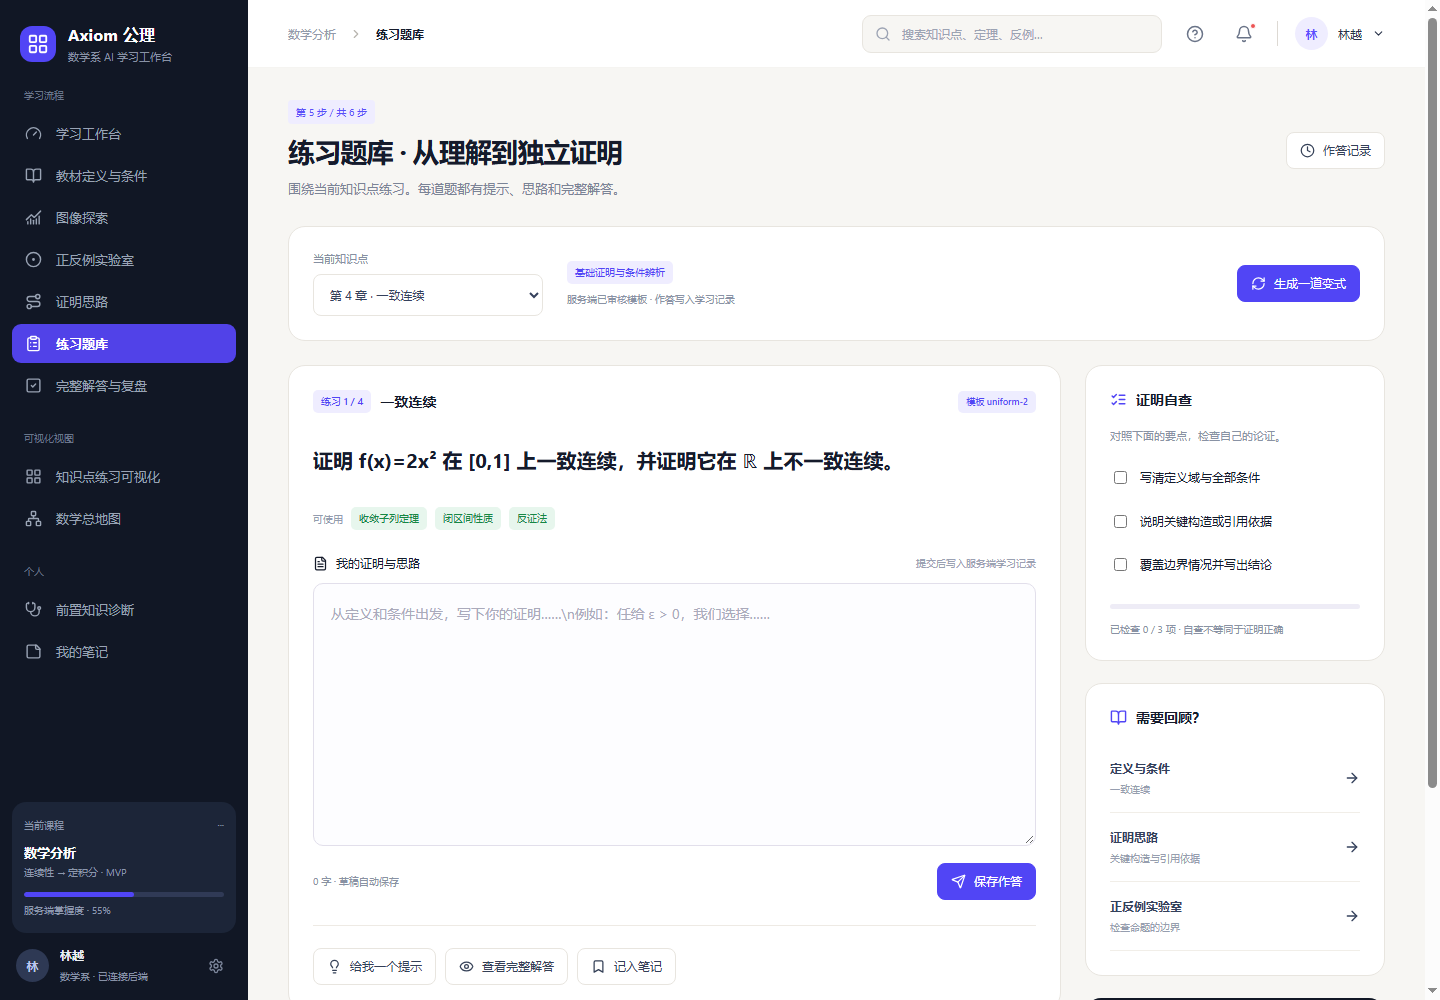 Axiom 公理
数学系 AI 学习工作台
学习流程
学习工作台
教材定义与条件
图像探索
正反例实验室
证明思路
练习题库
完整解答与复盘
可视化视图
知识点练习可视化
数学总地图
个人
前置知识诊断
我的笔记
当前课程
数学分析
连续性 → 定积分 · MVP
服务端掌握度 · 55%
林
林越
数学系 · 已连接后端
数学分析
练习题库
搜索知识点、定理、反例...
林
林越
第 5 步 / 共 6 步
练习题库 · 从理解到独立证明
围绕当前知识点练习。每道题都有提示、思路和完整解答。
作答记录
当前知识点
第 4 章 · 一致连续
基础证明与条件辨析
服务端已审核模板 · 作答写入学习记录
生成一道变式
练习 1 / 4
一致连续
模板 uniform-2
证明 f(x)=2x² 在 [0,1] 上一致连续，并证明它在 ℝ 上不一致连续。
可使用
收敛子列定理
闭区间性质
反证法
我的证明与思路
提交后写入服务端学习记录
从定义和条件出发，写下你的证明……\n例如：任给 ε > 0，我们选择……
0 字 · 草稿自动保存
保存作答
给我一个提示
查看完整解答
记入笔记
证明自查
对照下面的要点，检查自己的论证。
写清定义域与全部条件
说明关键构造或引用依据
覆盖边界情况并写出结论
已检查 0 / 3 项 · 自查不等同于证明正确
需要回顾？
定义与条件
一致连续
证明思路
关键构造与引用依据
正反例实验室
检查命题的边界